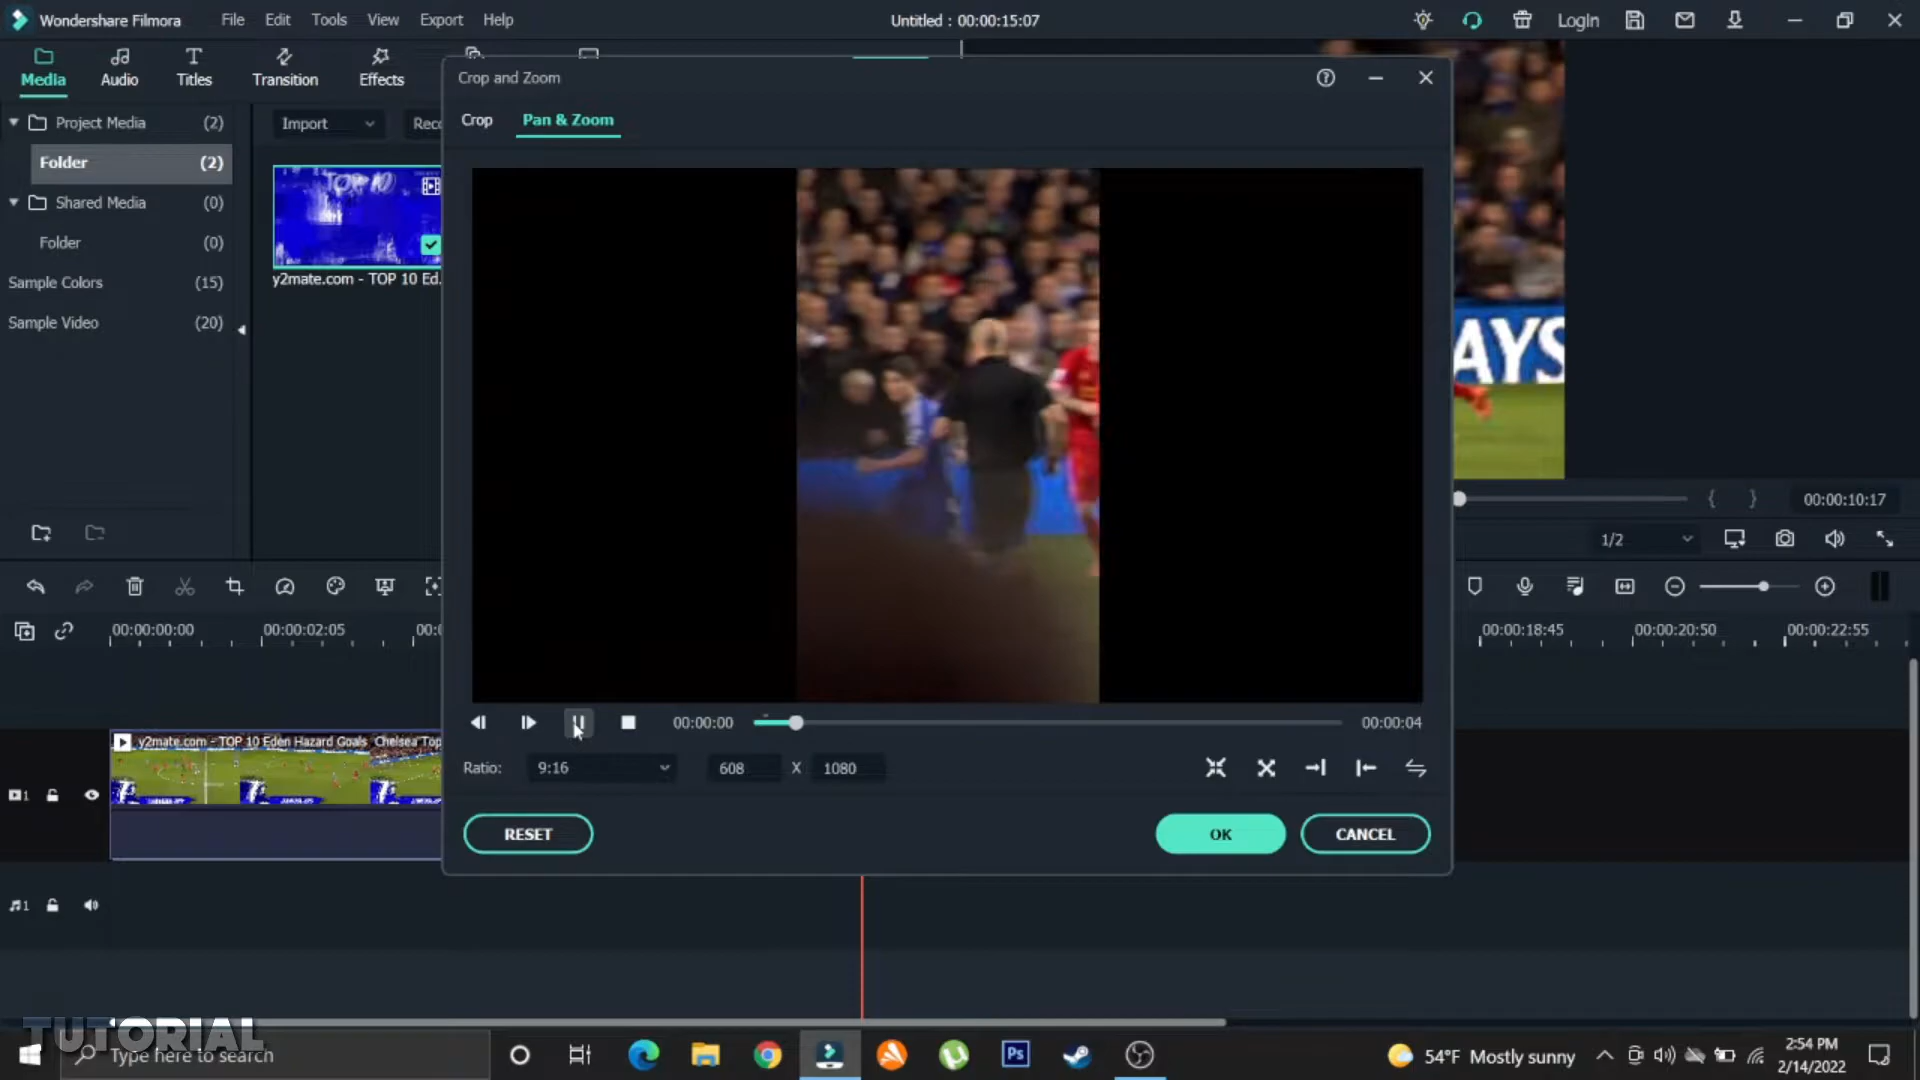 Wondershare Filmora File Edit Tools View Export Help Untitled : 00:00:15:07 LogIn
Media Audio Titles Transition Effects
Crop and Zoom
Project Media (2) Import Crop Pan & Zoom
Folder (2)
Shared Media (0)
Folder (0)
TOP 10
y2mate.com - TOP 10 Ed.
Sample Colors (15)
Sample Video (20)
AYS
00:00:10:17
1/2
00:00:00:00 00:00:02:05 00:00:18:45 00:00:20:50 00:00:22:55
00:00:00 00:00:04
Ratio: 9:16 608 X 1080
y2mate.com - TOP 10 Eden Hazard Goals Chelsea Top
1
RESET OK CANCEL
1
TUTORIAL
Type here to search
Ps
54°F Mostly sunny
2:54 PM
2/14/2022